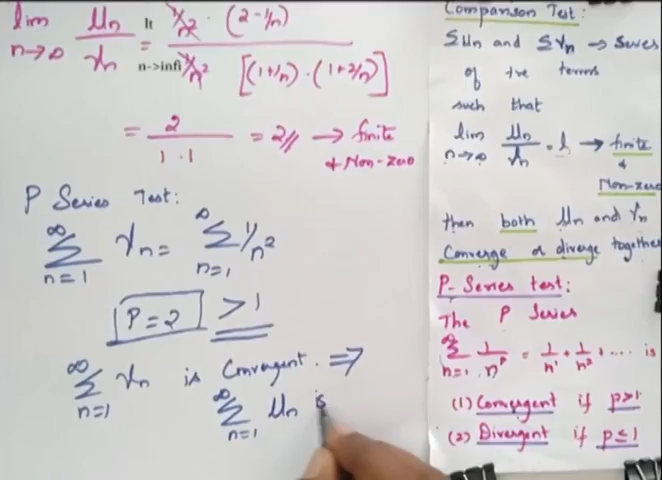 lim n→∞ Un/Vn = lt n->infi 1/n² · (2-1/n) / 1/n² [(1+1/n) · (1+2/n)]
= 2 / 1·1 = 2 // → finite & Non-zero
P Series Test:
∞ Σ n=1 Vn = ∞ Σ n=1 1/n²
P=2 > 1
∞ Σ n=1 Vn is Convergent. ⇒
∞ Σ n=1 Un is
Comparison Test:
ΣUn and ΣVn → Series
of +ve terms
such that
lim n→∞ Un/Vn = l → finite
&
Non-zero
then both Un and Vn
Converge or diverge together
P-Series test:
The P Series
∞ Σ n=1 1/n^p = 1/n¹ + 1/n² + ... is
(1) Convergent if p>1
(2) Divergent if p≤1